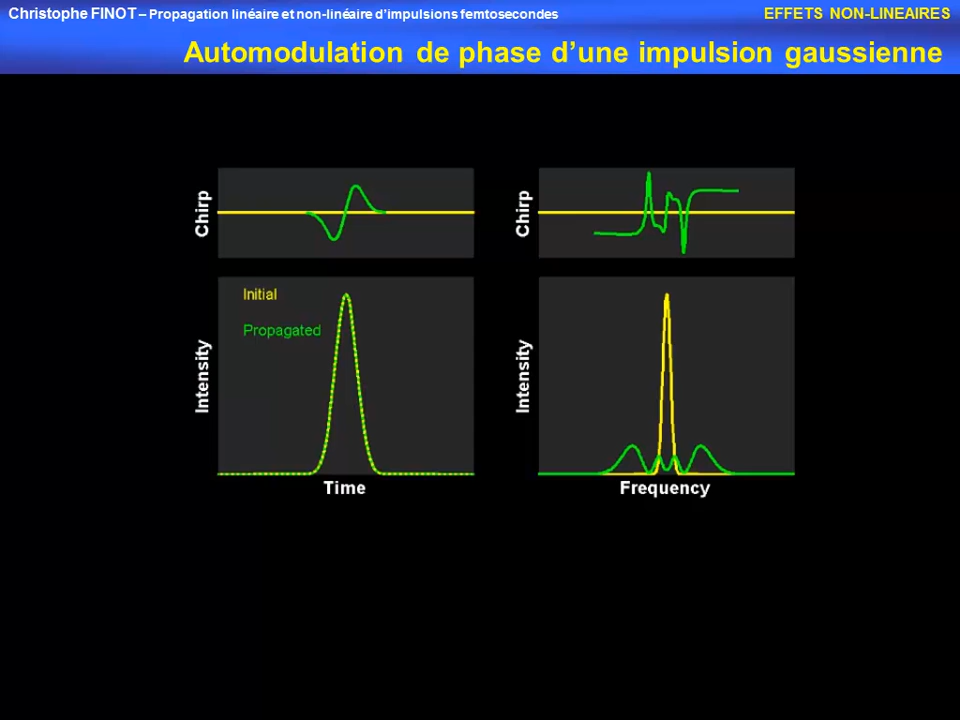 Christophe FINOT – Propagation linéaire et non-linéaire d’impulsions femtosecondes
EFFETS NON-LINEAIRES
Automodulation de phase d’une impulsion gaussienne
Chirp
Chirp
Initial
Propagated
Intensity
Intensity
Time
Frequency